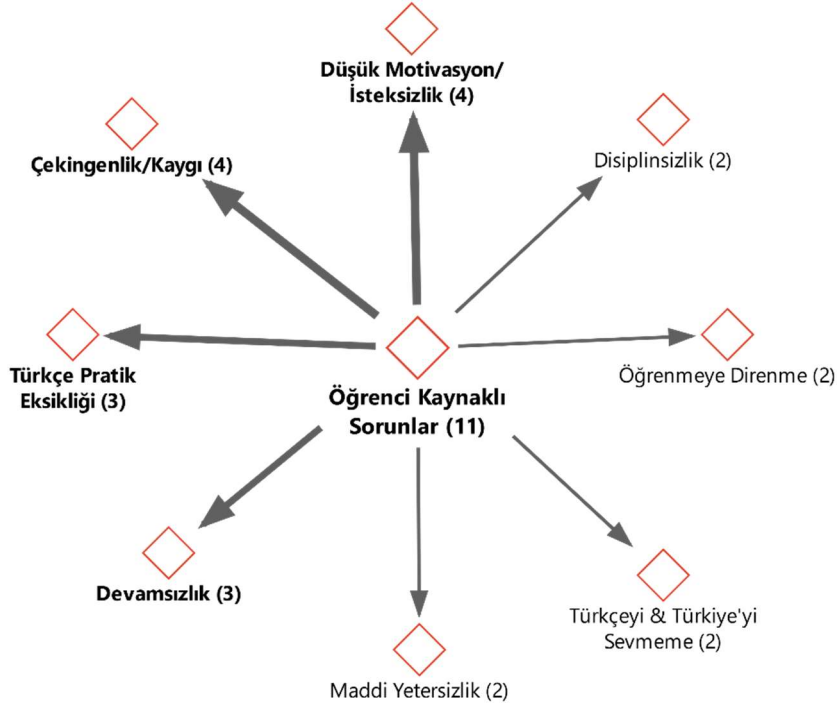 Düşük Motivasyon/
İsteksizlik (4)
Çekingenlik/Kaygı (4)
Disiplinsizlik (2)
Türkçe Pratik
Eksikliği (3)
Öğrenci Kaynaklı
Sorunlar (11)
Öğrenmeye Direnme (2)
Devamsızlık (3)
Türkçeyi & Türkiye'yi
Sevmeme (2)
Maddi Yetersizlik (2)